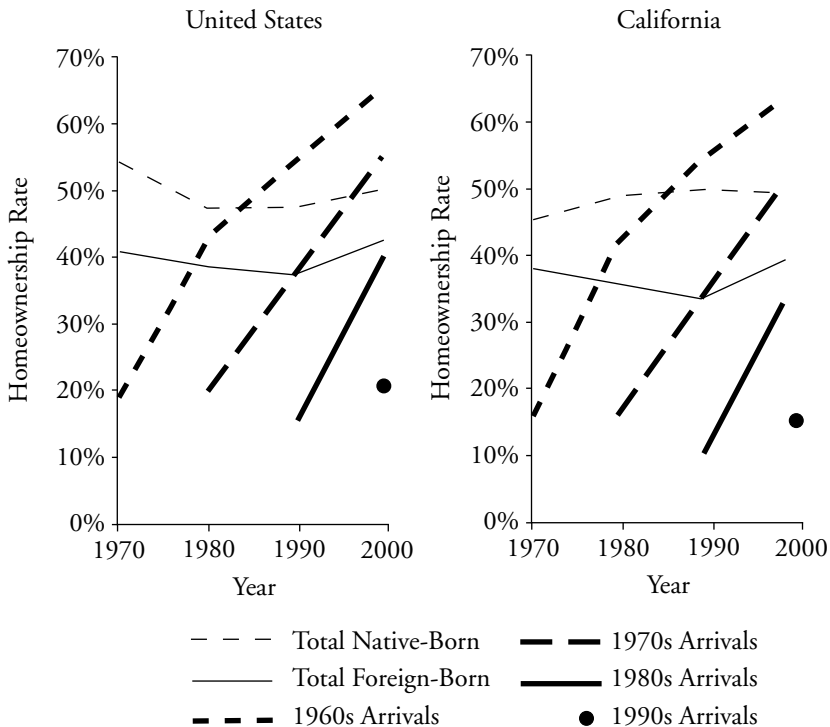 United States
California
70%
60%
50%
40%
30%
20%
10%
0%
Homeownership Rate
1970 1980 1990 2000
Year
70%
60%
50%
40%
30%
20%
10%
0%
Homeownership Rate
1970 1980 1990 2000
Year
Total Native-Born
Total Foreign-Born
1960s Arrivals
1970s Arrivals
1980s Arrivals
1990s Arrivals